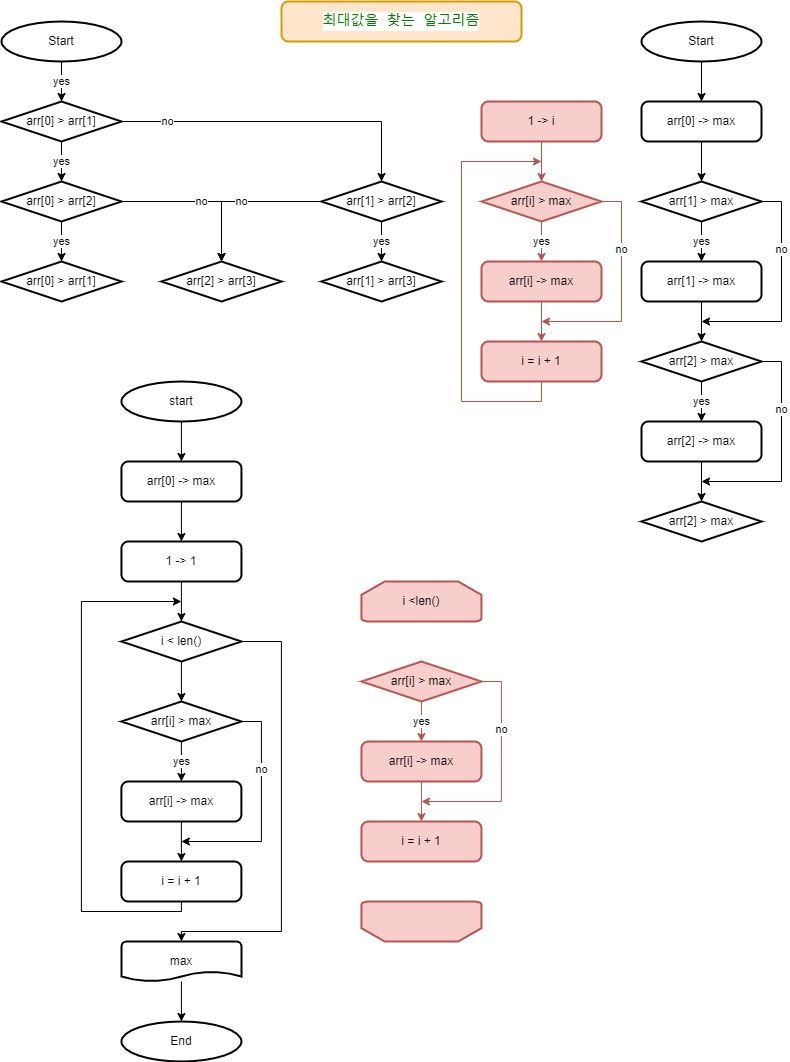 최대값을 찾는 알고리즘
Start
yes
arr[0] > arr[1]
no
yes
arr[0] > arr[2]
no
no
arr[1] > arr[2]
yes
yes
arr[0] > arr[1]
arr[2] > arr[3]
arr[1] > arr[3]
1 -> i
arr[i] > max
yes
no
arr[i] -> max
i = i + 1
Start
arr[0] -> max
arr[1] > max
yes
no
arr[1] -> max
arr[2] > max
yes
no
arr[2] -> max
arr[2] > max
start
arr[0] -> max
1 -> 1
i < len()
arr[i] > max
yes
no
arr[i] -> max
i = i + 1
max
End
i <len()
arr[i] > max
yes
no
arr[i] -> max
i = i + 1